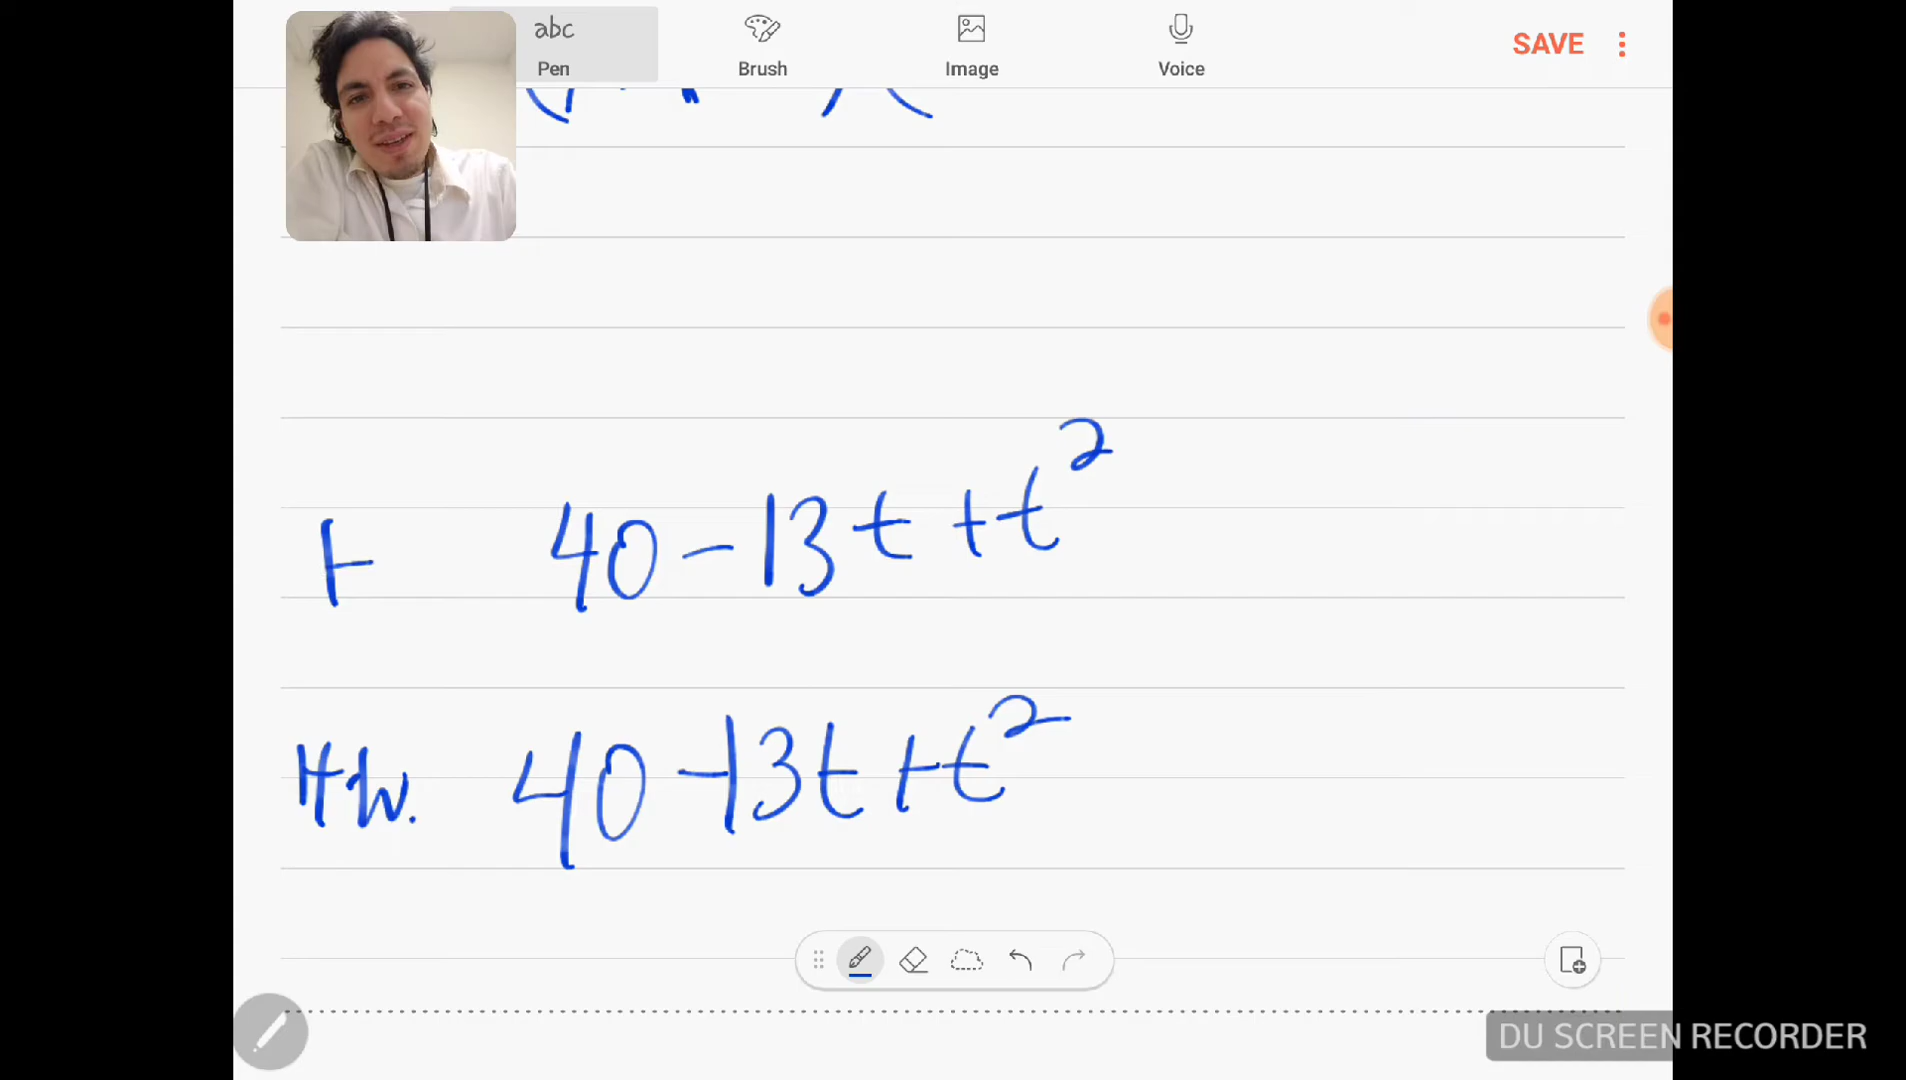 abc
Pen
Brush
Image
Voice
SAVE
F 40 - 13t + t²
HW. 40 - 13t + t²
DU SCREEN RECORDER